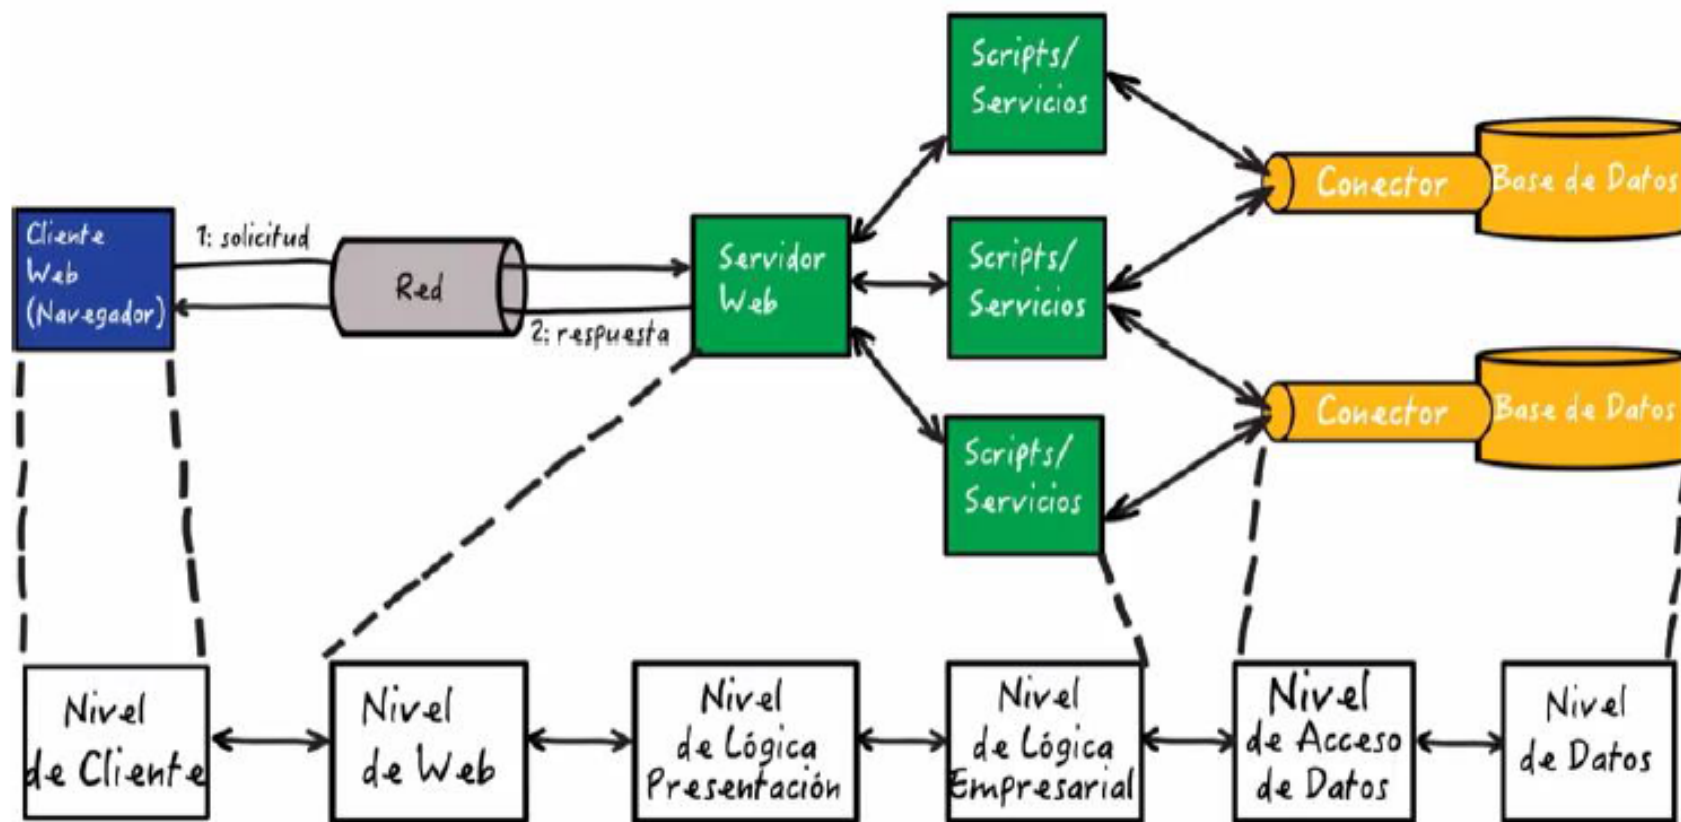 Scripts/
Servicios
Conector
Base de Datos
Cliente
Web
(Navegador)
1: solicitud
Red
2: respuesta
Servidor
Web
Scripts/
Servicios
Conector
Base de Datos
Scripts/
Servicios
Nivel
de Cliente
Nivel
de Web
Nivel
de Lógica
Presentación
Nivel
de Lógica
Empresarial
Nivel
de Acceso
de Datos
Nivel
de Datos